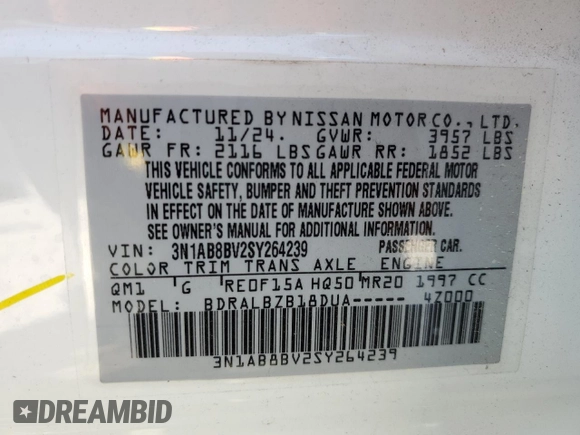 MANUFACTURED BY NISSAN MOTOR CO., LTD.
DATE: 11/24. GVWR: 3957 LBS
GAWR FR: 2116 LBS GAWR RR: 1852 LBS
THIS VEHICLE CONFORMS TO ALL APPLICABLE FEDERAL MOTOR
VEHICLE SAFETY, BUMPER AND THEFT PREVENTION STANDARDS
IN EFFECT ON THE DATE OF MANUFACTURE SHOWN ABOVE.
SEE OWNER'S MANUAL FOR ADDITIONAL INFORMATION.
VIN: 3N1AB8BV2SY264239 PASSENGER CAR.
COLOR TRIM TRANS AXLE ENGINE
QM1 G RE0F15A HQ50 MR20 1997 CC
MODEL: BDRALBZB18DUA----- 4Z000
3N1AB8BV2SY264239
DREAMBID